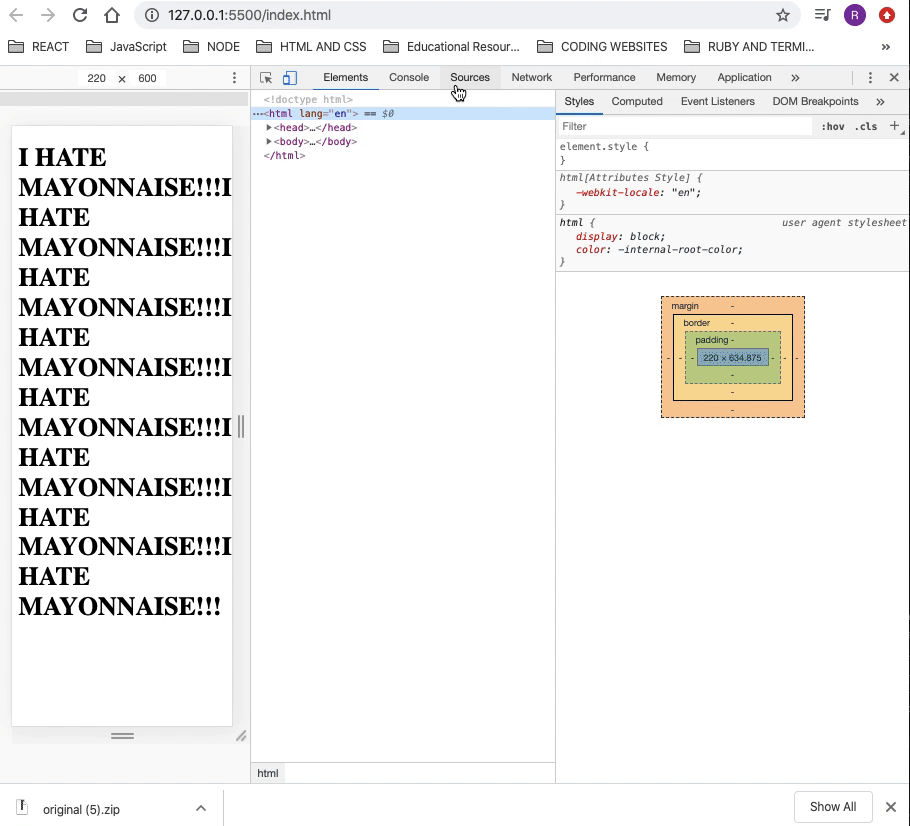 127.0.0.1:5500/index.html
R
REACT JavaScript NODE HTML AND CSS Educational Resour... CODING WEBSITES RUBY AND TERMI... »
220 x 600
Elements Console Sources Network Performance Memory Application »
I HATE
MAYONNAISE!!!I
HATE
MAYONNAISE!!!I
HATE
MAYONNAISE!!!I
HATE
MAYONNAISE!!!I
HATE
MAYONNAISE!!!I
HATE
MAYONNAISE!!!I
HATE
MAYONNAISE!!!I
HATE
MAYONNAISE!!!
<!doctype html>
⋯<html lang="en"> == $0
▶<head>…</head>
▶<body>…</body>
</html>
html
Styles Computed Event Listeners DOM Breakpoints »
Filter :hov .cls +
element.style {
}
html[Attributes Style] {
-webkit-locale: "en";
}
html { user agent stylesheet
display: block;
color: -internal-root-color;
}
margin -
border -
padding -
- - - 220 × 634.875 - - -
-
-
-
original (5).zip
Show All